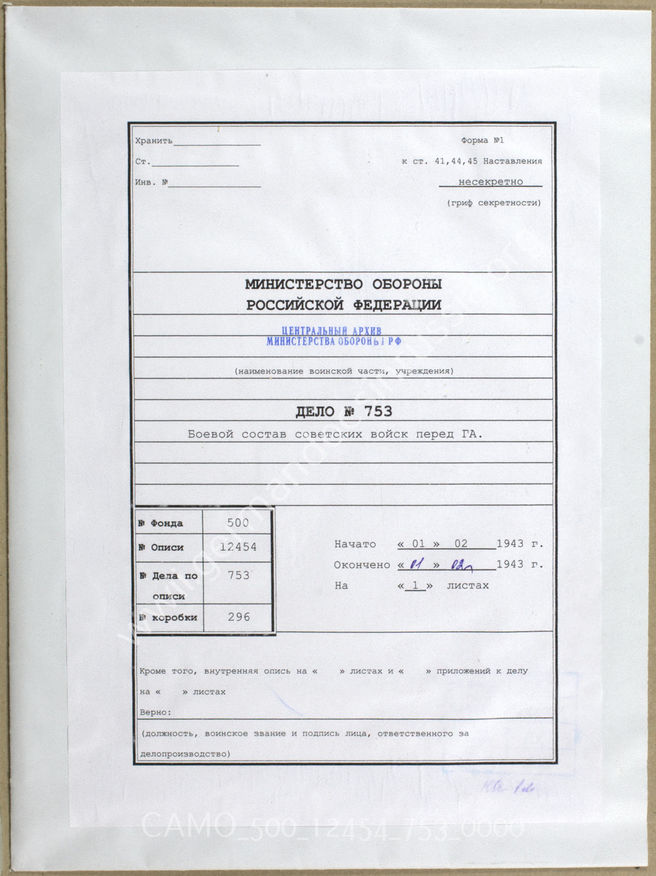 Хранить
Форма №1
Ст.
к ст. 41,44,45 Наставления
Инв. №
несекретно
(гриф секретности)
МИНИСТЕРСТВО ОБОРОНЫ
РОССИЙСКОЙ ФЕДЕРАЦИИ
ЦЕНТРАЛЬНЫЙ АРХИВ
МИНИСТЕРСТВА ОБОРОНЫ РФ
(наименование воинской части, учреждения)
ДЕЛО № 753
Боевой состав советских войск перед ГА.
№ Фонда 500
№ Описи 12454
№ Дела по описи 753
№ коробки 296
Начато « 01 » 02 1943 г.
Окончено « 01 » 02 1943 г.
На « 1 » листах
Кроме того, внутренняя опись на « » листах и « » приложений к делу
на « » листах
Верно:
(должность, воинское звание и подпись лица, ответственного за
делопроизводство)
CAMO_500_12454_753_0000